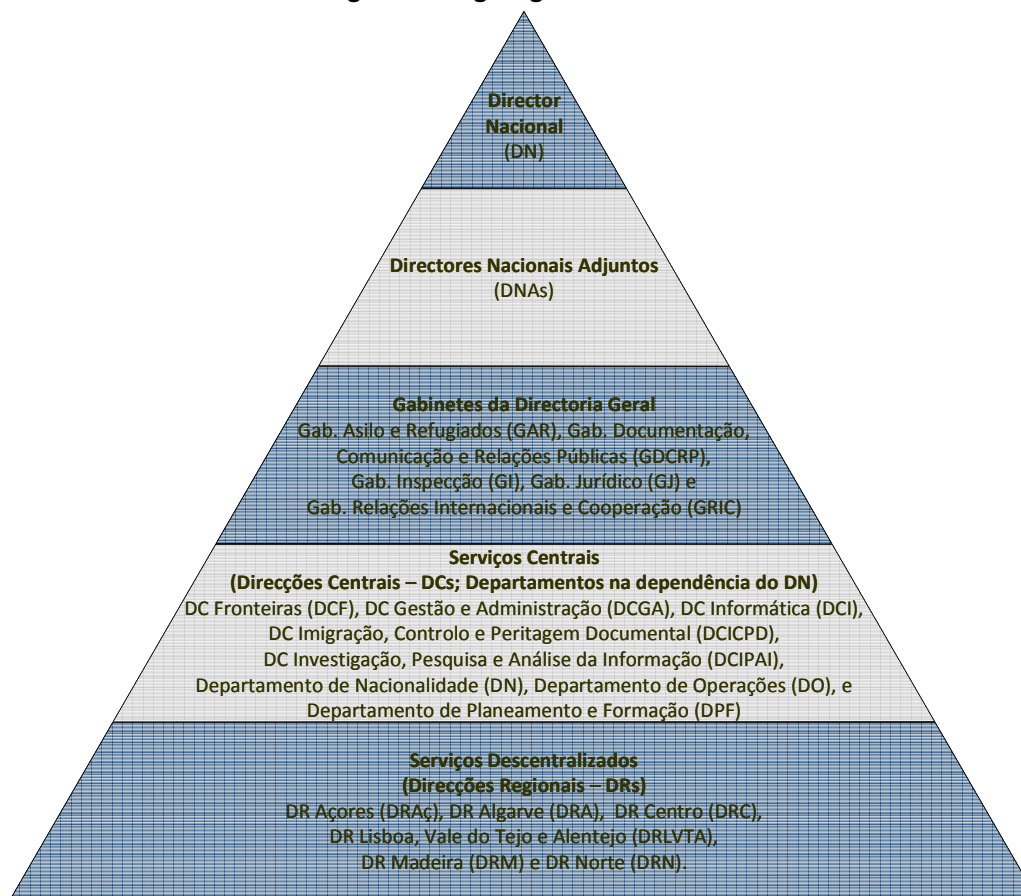 Director
Nacional
(DN)
Directores Nacionais Adjuntos
(DNAs)
Gabinetes da Directoria Geral
Gab. Asilo e Refugiados (GAR), Gab. Documentação,
Comunicação e Relações Públicas (GDCRP),
Gab. Inspecção (GI), Gab. Jurídico (GJ) e
Gab. Relações Internacionais e Cooperação (GRIC)
Serviços Centrais
(Direcções Centrais – DCs; Departamentos na dependência do DN)
DC Fronteiras (DCF), DC Gestão e Administração (DCGA), DC Informática (DCI),
DC Imigração, Controlo e Peritagem Documental (DCICPD),
DC Investigação, Pesquisa e Análise da Informação (DCIPAI),
Departamento de Nacionalidade (DN), Departamento de Operações (DO), e
Departamento de Planeamento e Formação (DPF)
Serviços Descentralizados
(Direcções Regionais – DRs)
DR Açores (DRAç), DR Algarve (DRA), DR Centro (DRC),
DR Lisboa, Vale do Tejo e Alentejo (DRLVTA),
DR Madeira (DRM) e DR Norte (DRN).